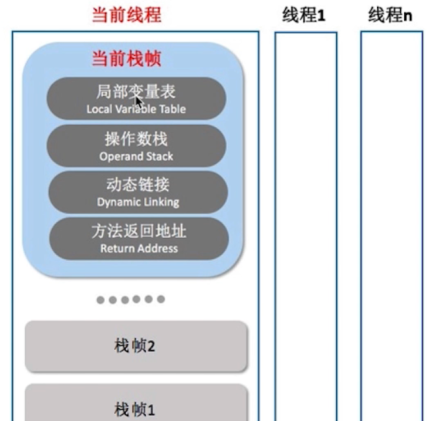 当前线程
线程1
线程n
当前栈帧
局部变量表
Local Variable Table
操作数栈
Operand Stack
动态链接
Dynamic Linking
方法返回地址
Return Address
栈帧2
栈帧1